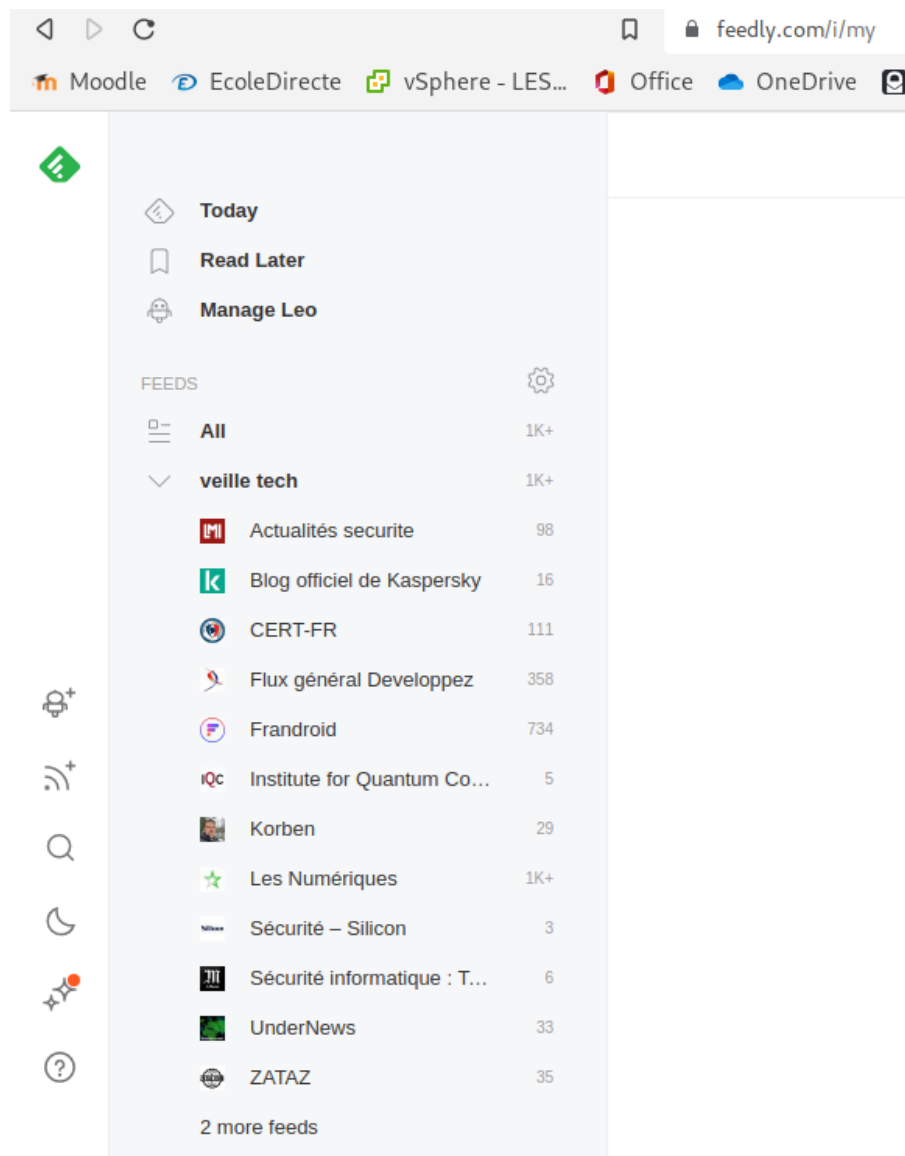 feedly.com/i/my
Moodle EcoleDirecte vSphere - LES... Office OneDrive
Today
Read Later
Manage Leo
FEEDS
All 1K+
veille tech 1K+
LMI Actualités securite 98
k Blog officiel de Kaspersky 16
CERT-FR 111
Flux général Developpez 358
Frandroid 734
IQC Institute for Quantum Co... 5
Korben 29
Les Numériques 1K+
Silicon Sécurité – Silicon 3
Sécurité informatique : T... 6
UnderNews 33
ZATAZ 35
2 more feeds